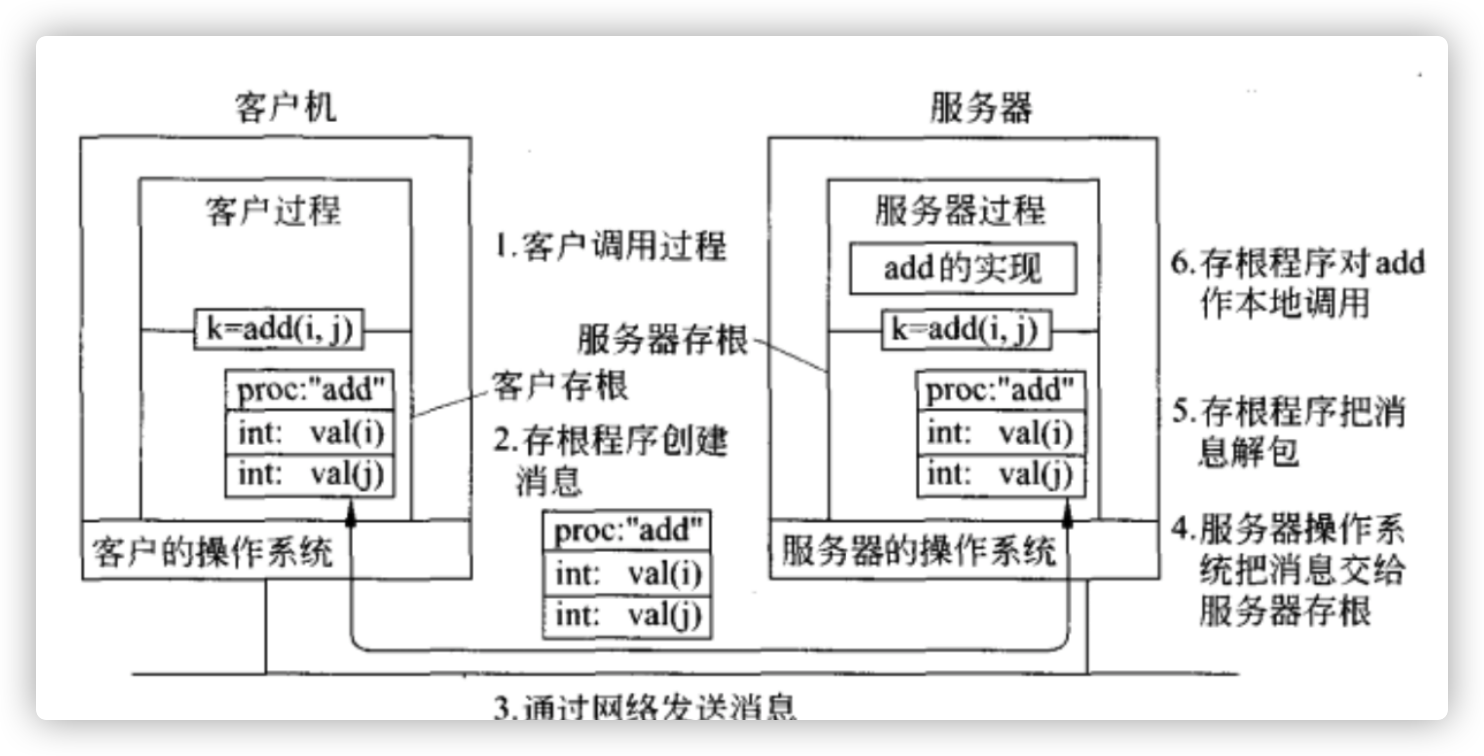 客户机
客户过程
k=add(i, j)
proc:"add"
int: val(i)
int: val(j)
客户的操作系统
1.客户调用过程
服务器存根
客户存根
2.存根程序创建
消息
proc:"add"
int: val(i)
int: val(j)
3.通过网络发送消息
服务器
服务器过程
add的实现
k=add(i, j)
proc:"add"
int: val(i)
int: val(j)
服务器的操作系统
6.存根程序对add
作本地调用
5.存根程序把消
息解包
4.服务器操作系
统把消息交给
服务器存根